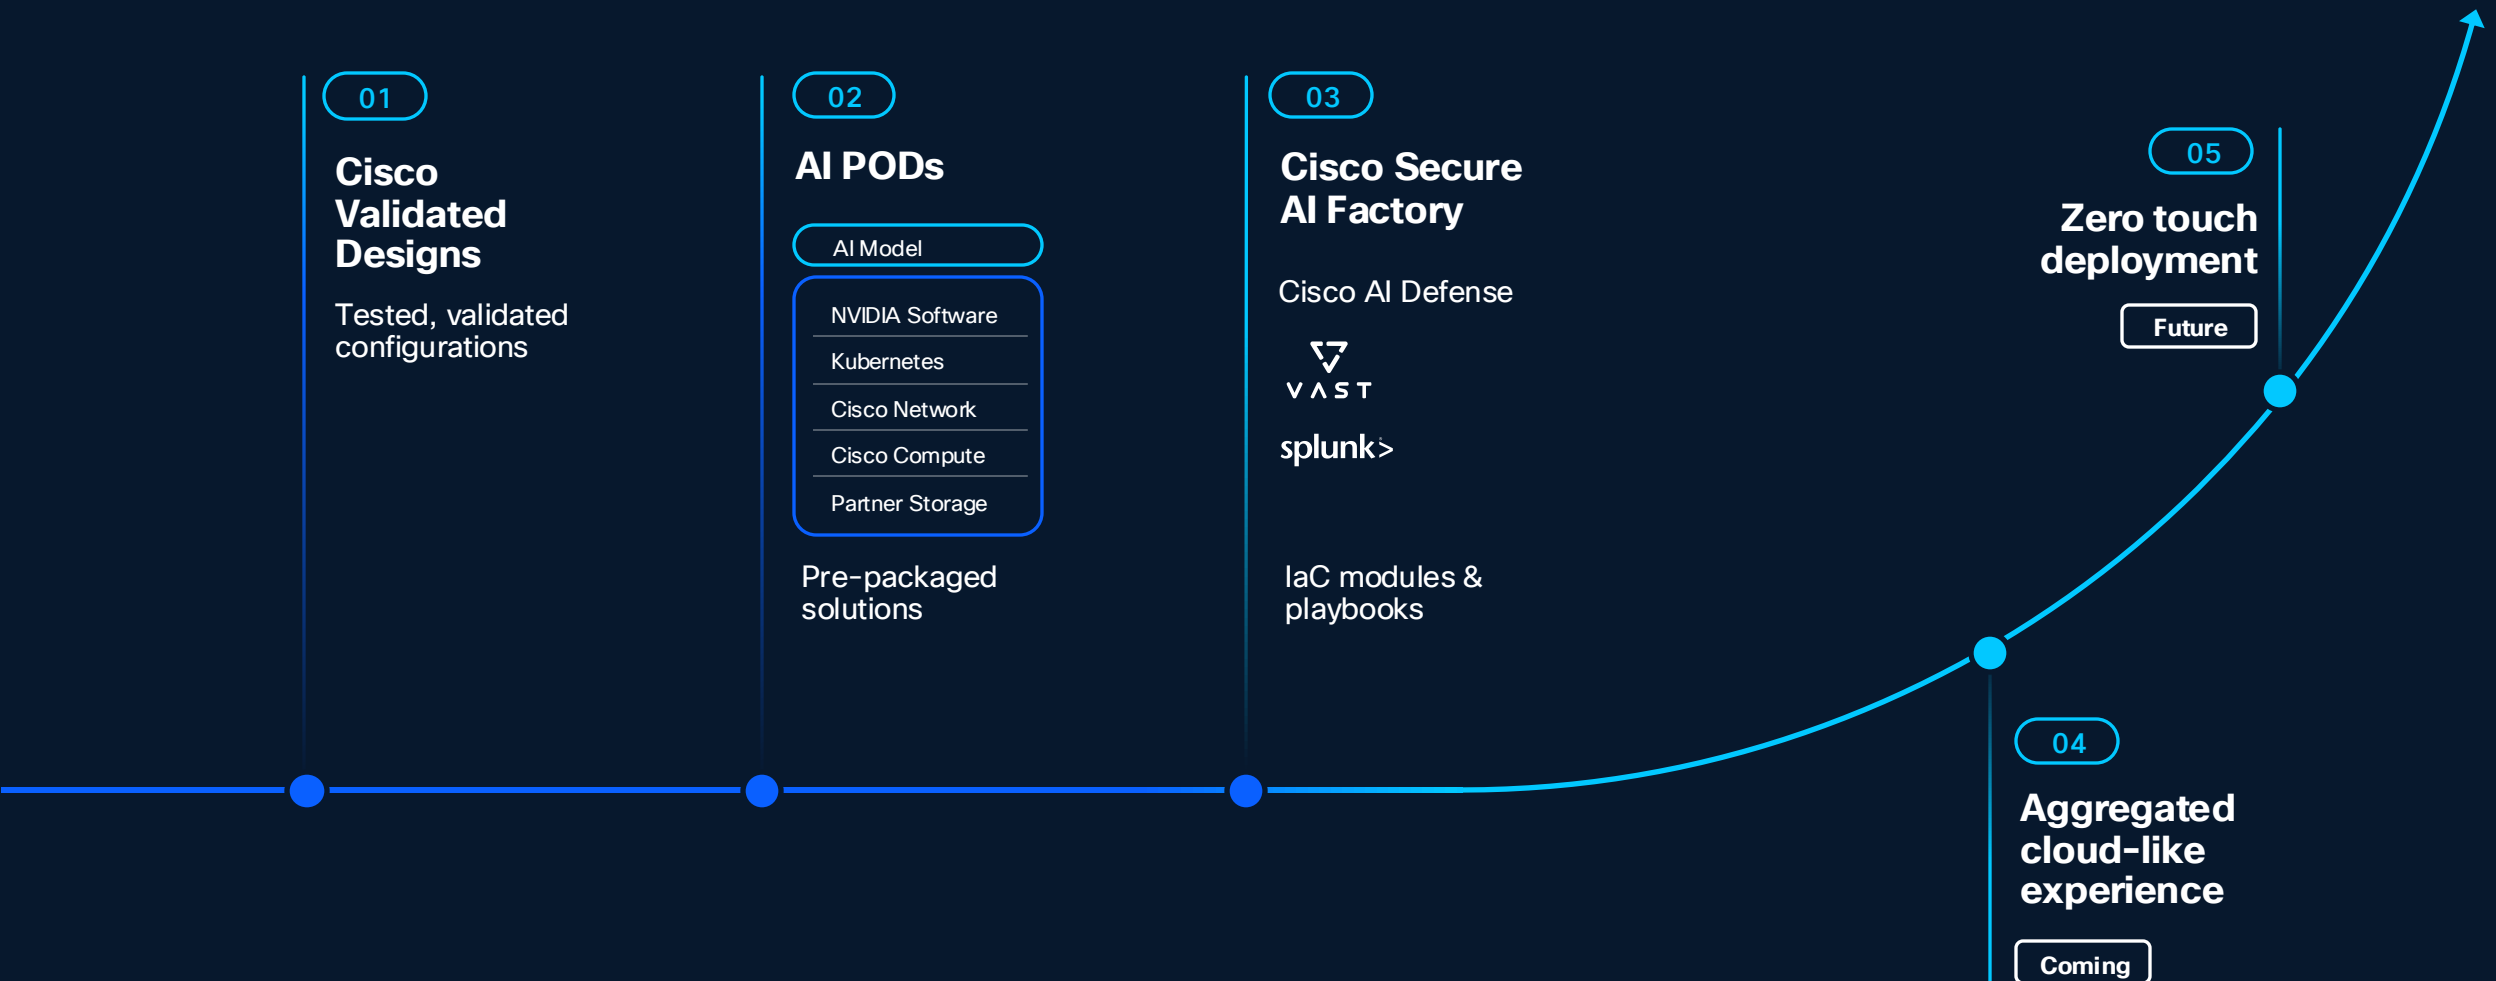 01
Cisco
Validated
Designs
Tested, validated
configurations
02
AI PODs
AI Model
NVIDIA Software
Kubernetes
Cisco Network
Cisco Compute
Partner Storage
Pre-packaged
solutions
03
Cisco Secure
AI Factory
Cisco AI Defense
VAST
splunk>
IaC modules &
playbooks
04
Aggregated
cloud-like
experience
Coming
05
Zero touch
deployment
Future